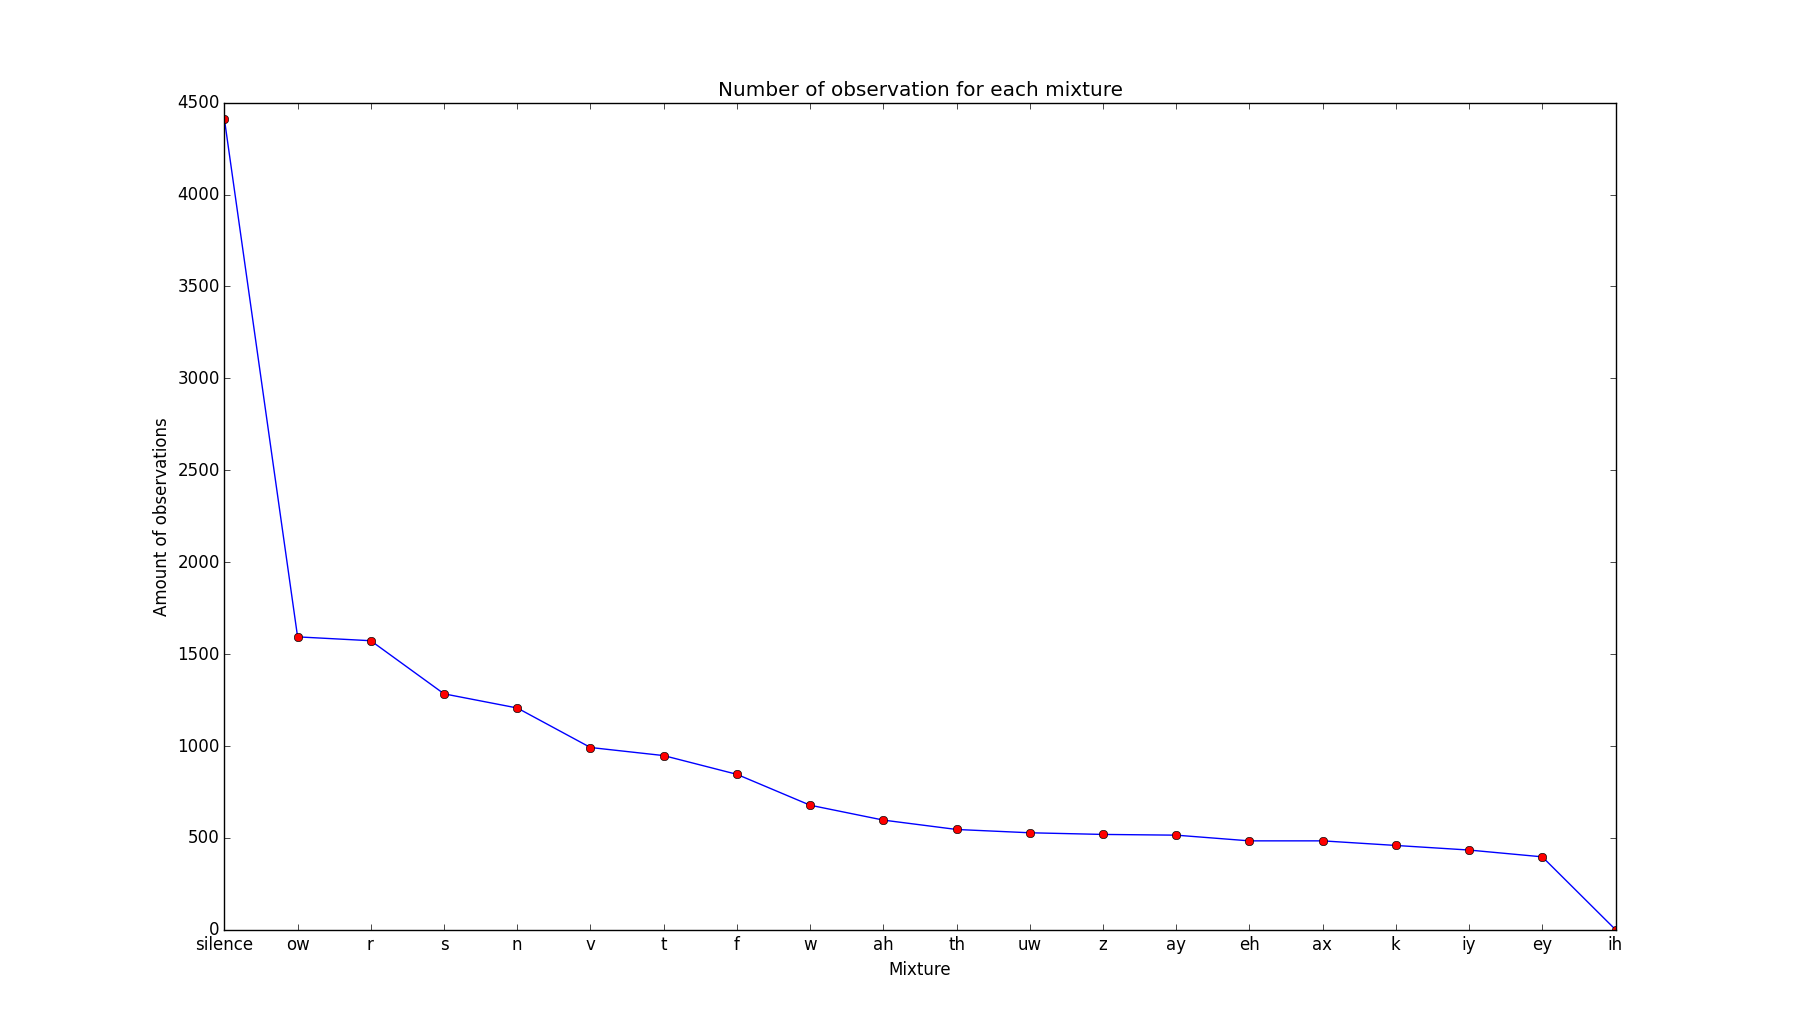 Number of observation for each mixture
4500
4000
3500
3000
2500
2000
1500
1000
500
0
Amount of observations
silence ow r s n v t f w ah th uw z ay eh ax k iy ey ih
Mixture